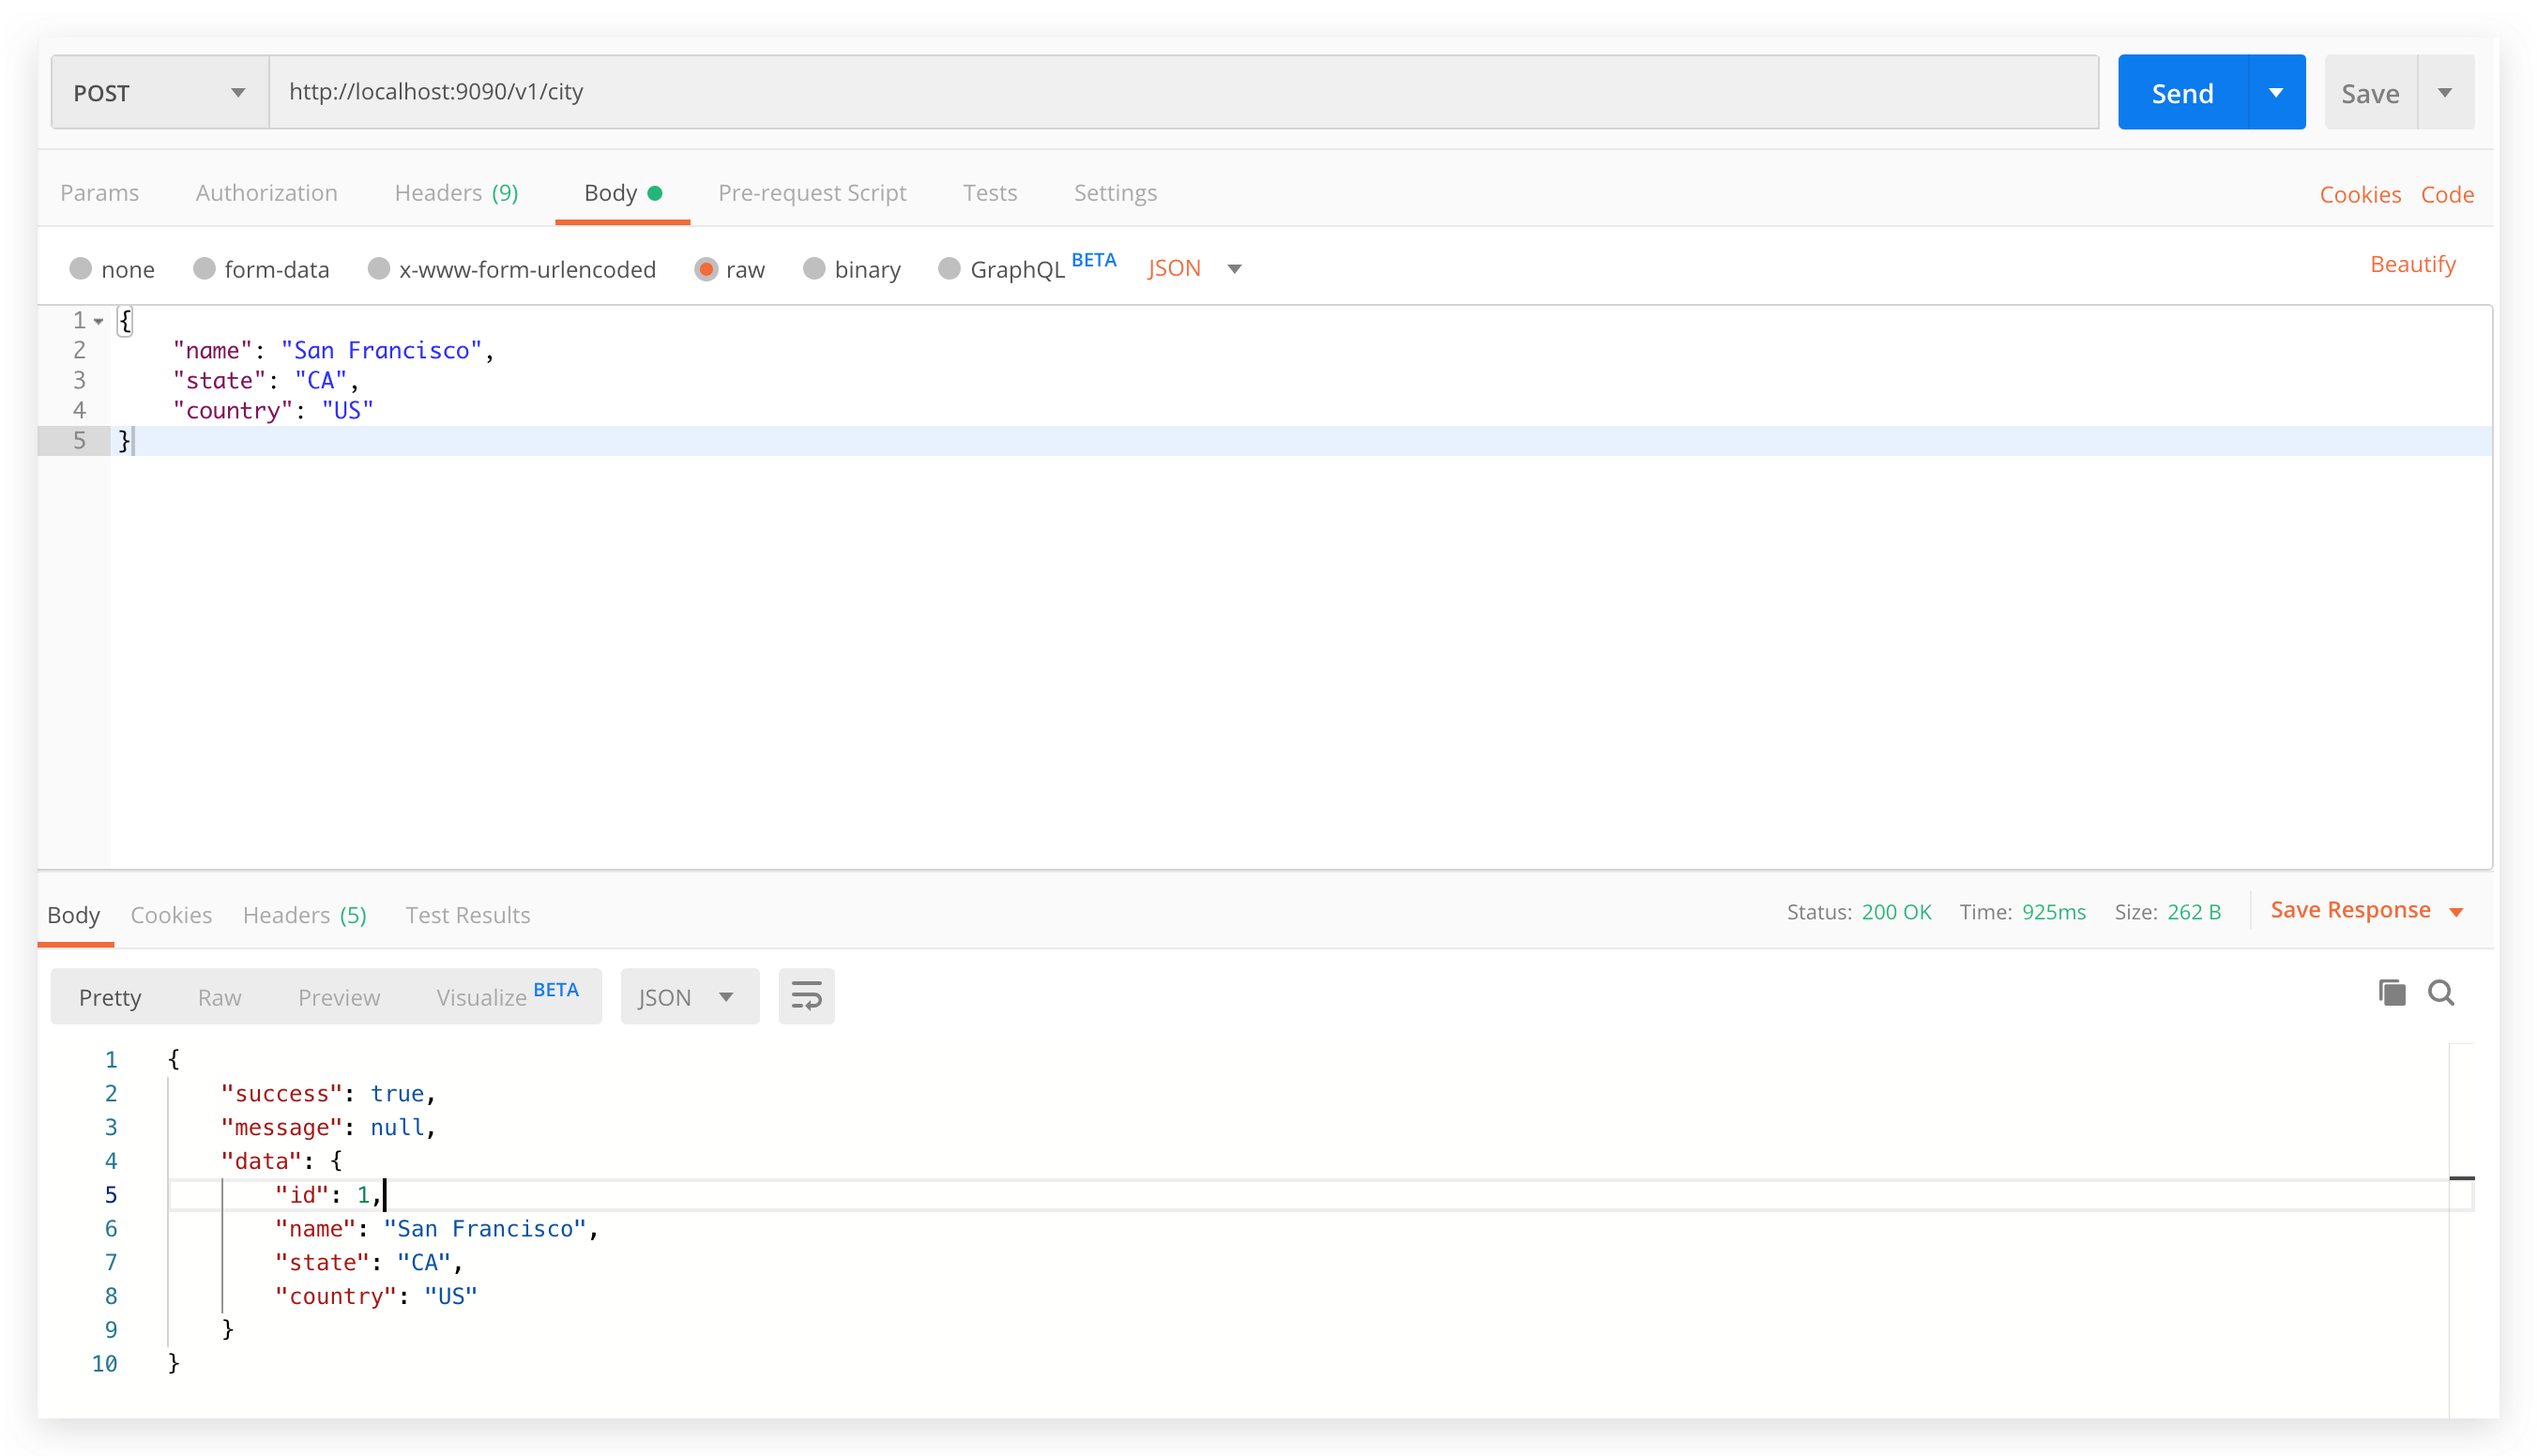 POST http://localhost:9090/v1/city Send Save
Params Authorization Headers (9) Body Pre-request Script Tests Settings Cookies Code
none form-data x-www-form-urlencoded raw binary GraphQL BETA JSON Beautify
1 {
2 "name": "San Francisco",
3 "state": "CA",
4 "country": "US"
5 }
Body Cookies Headers (5) Test Results Status: 200 OK Time: 925ms Size: 262 B Save Response
Pretty Raw Preview Visualize BETA JSON
1 {
2 "success": true,
3 "message": null,
4 "data": {
5 "id": 1,
6 "name": "San Francisco",
7 "state": "CA",
8 "country": "US"
9 }
10 }